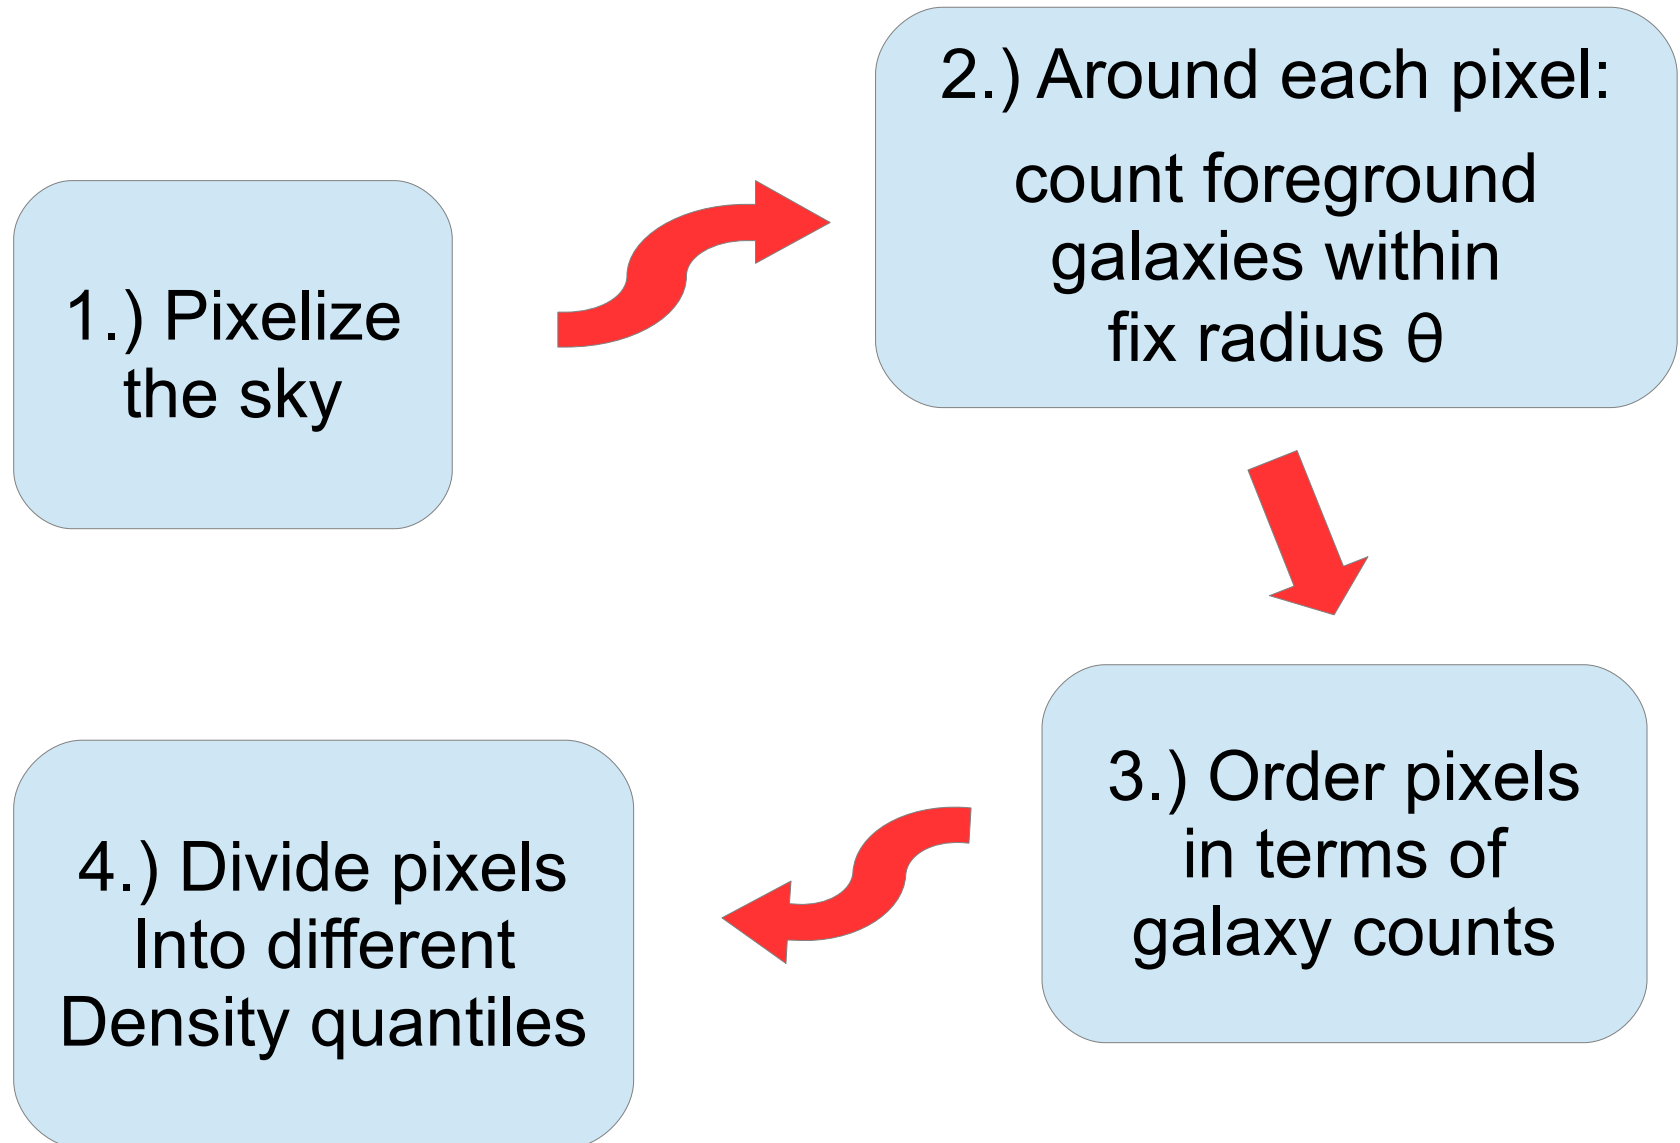 1.) Pixelize
the sky
2.) Around each pixel:
count foreground
galaxies within
fix radius θ
3.) Order pixels
in terms of
galaxy counts
4.) Divide pixels
Into different
Density quantiles